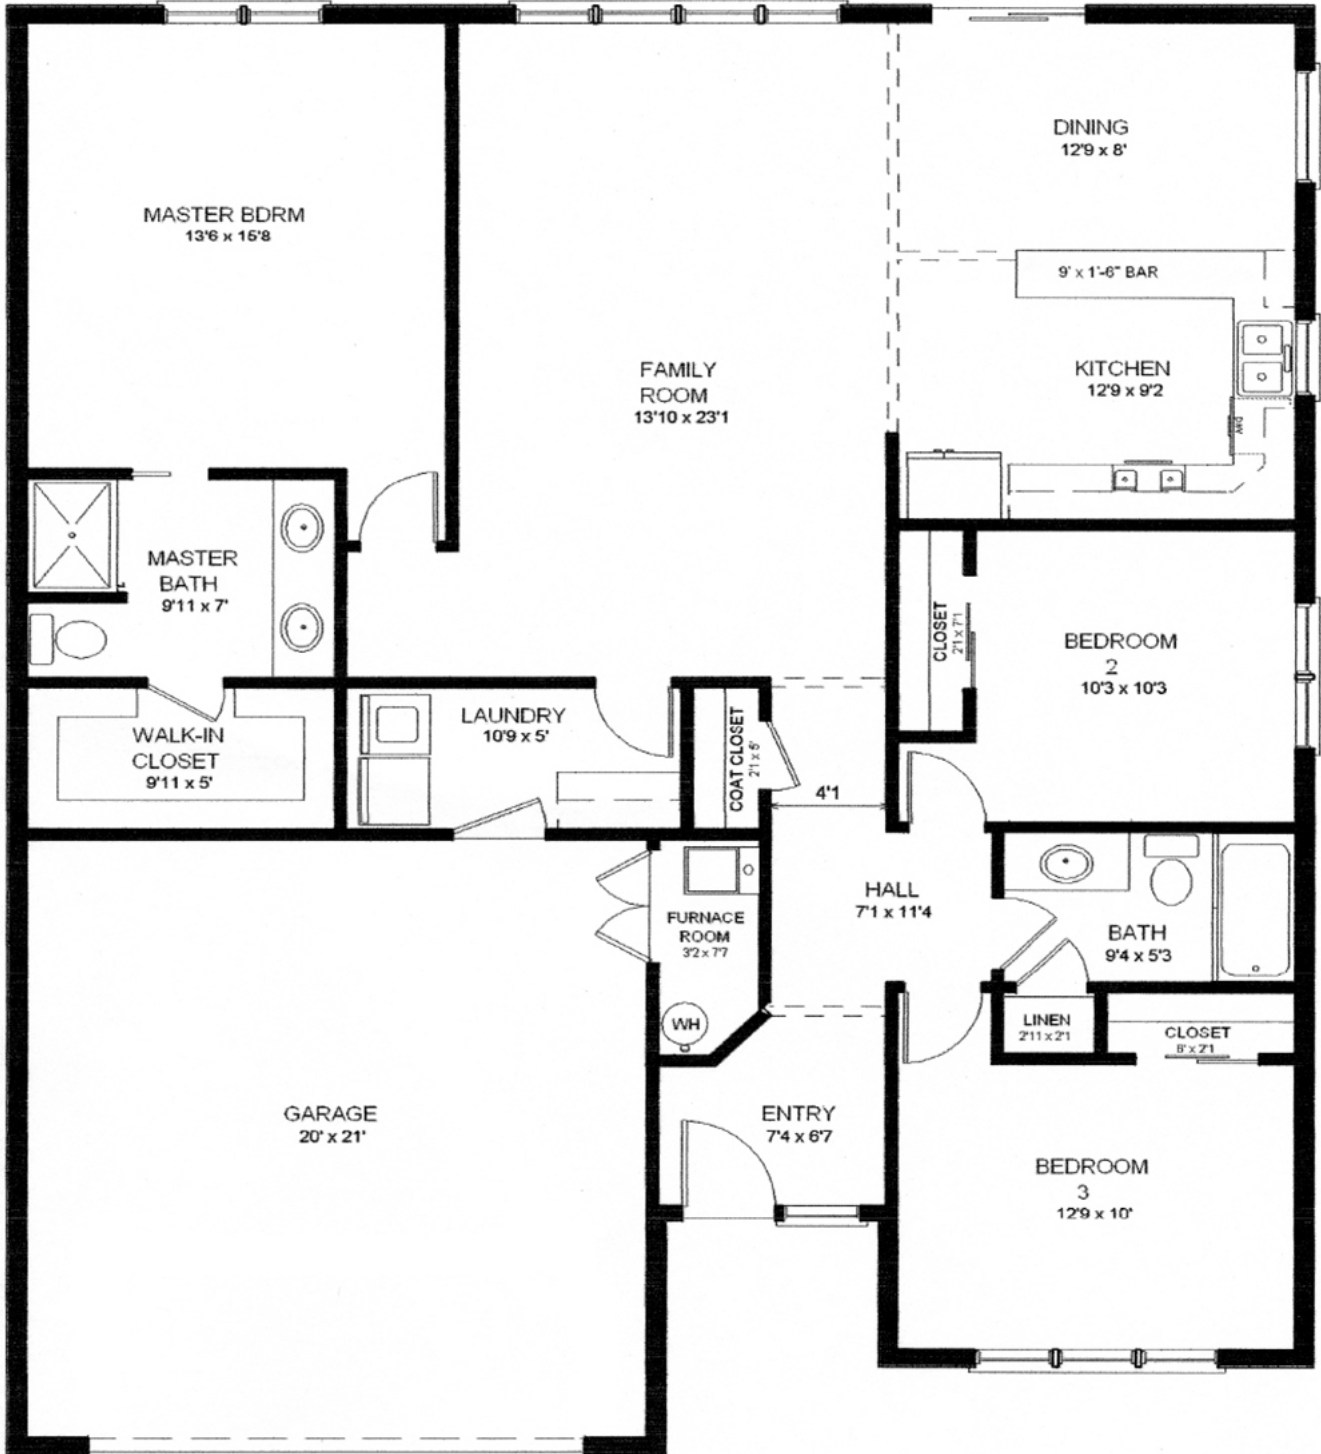 DINING
12'9 x 8'
MASTER BDRM
13'6 x 15'8
9' x 1'-6" BAR
FAMILY
ROOM
13'10 x 23'1
KITCHEN
12'9 x 9'2
DW
MASTER
BATH
9'11 x 7'
CLOSET
2'1 x 7'1
BEDROOM
2
10'3 x 10'3
WALK-IN
CLOSET
9'11 x 5'
LAUNDRY
10'9 x 5'
COAT CLOSET
2'1 x 5'
4'1
HALL
7'1 x 11'4
FURNACE
ROOM
3'2 x 7'7
BATH
9'4 x 5'3
WH
LINEN
2'11 x 2'1
CLOSET
6' x 2'1
GARAGE
20' x 21'
ENTRY
7'4 x 6'7
BEDROOM
3
12'9 x 10'